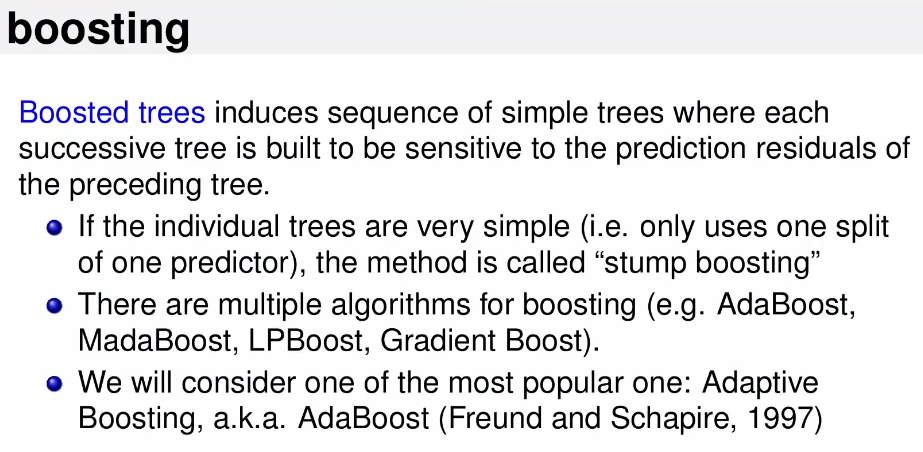 boosting
Boosted trees induces sequence of simple trees where each
successive tree is built to be sensitive to the prediction residuals of
the preceding tree.
If the individual trees are very simple (i.e. only uses one split
of one predictor), the method is called “stump boosting”
There are multiple algorithms for boosting (e.g. AdaBoost,
MadaBoost, LPBoost, Gradient Boost).
We will consider one of the most popular one: Adaptive
Boosting, a.k.a. AdaBoost (Freund and Schapire, 1997)